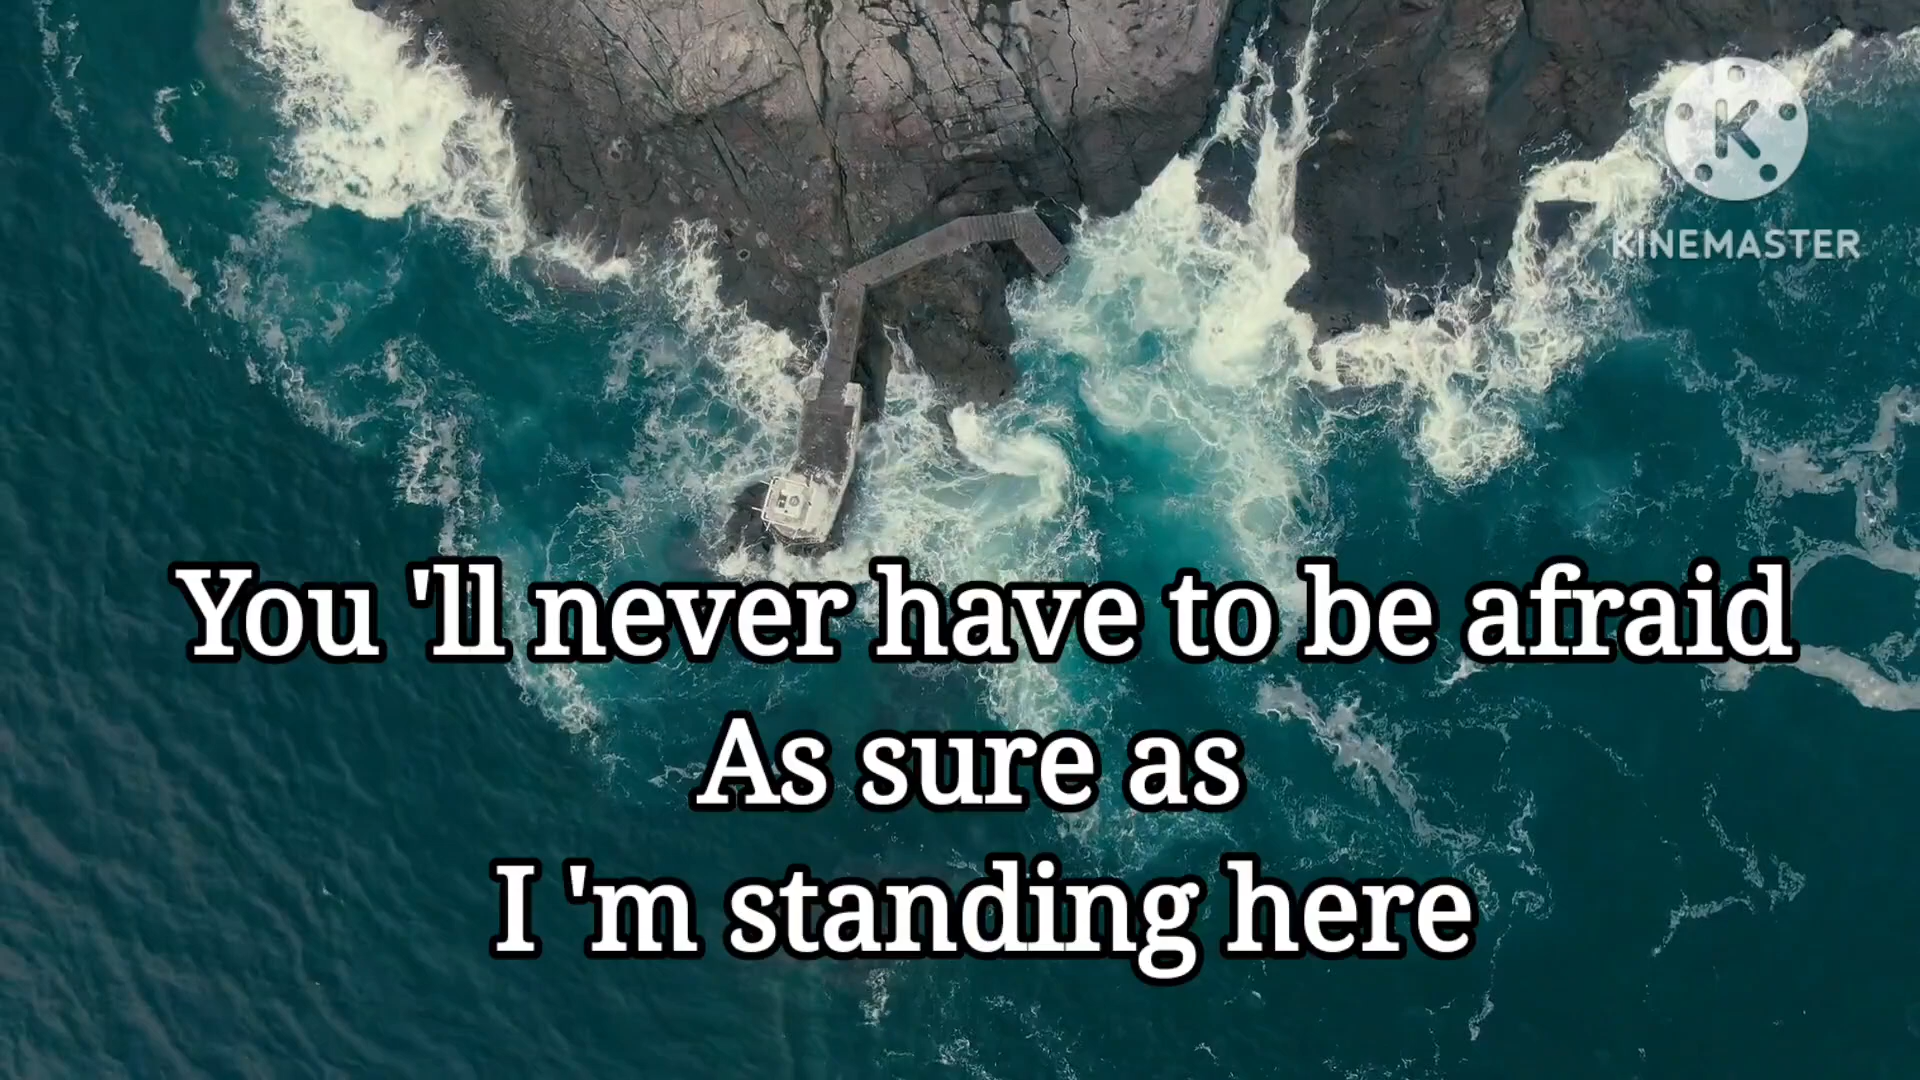 K
KINEMASTER
You 'll never have to be afraid
As sure as
I 'm standing here